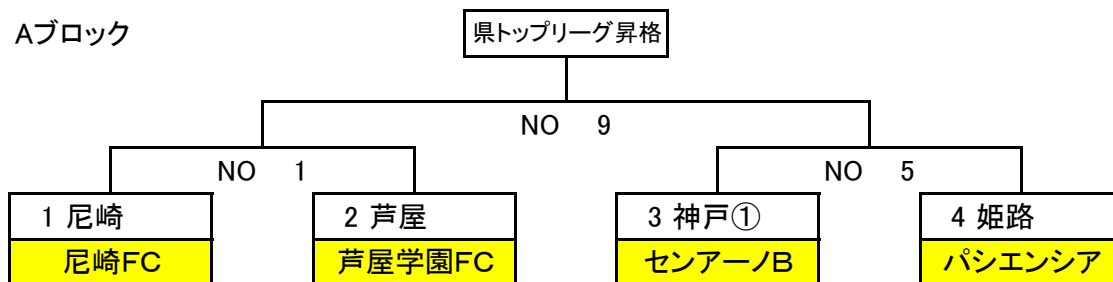 Aブロック
県トップリーグ昇格
NO 9
NO 1
NO 5
1 尼崎
2 芦屋
3 神戸①
4 姫路
尼崎FC
芦屋学園FC
センアーノB
パシエンシア